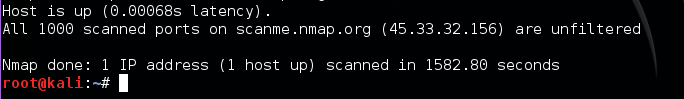 Host is up (0.00068s latency).
All 1000 scanned ports on scanme.nmap.org (45.33.32.156) are unfiltered
Nmap done: 1 IP address (1 host up) scanned in 1582.80 seconds
root@kali:~#